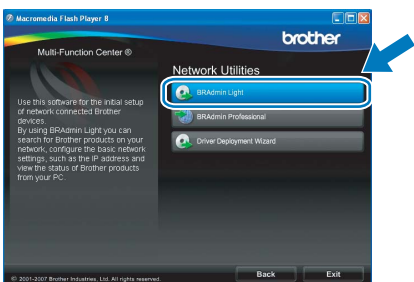 Macromedia Flash Player 8
brother
Multi-Function Center ®
Network Utilities
Use this software for the initial setup
of network connected Brother
devices.
By using BRAdmin Light you can
search for Brother products on your
network, configure the basic network
settings, such as the IP address and
view the status of Brother products
from your PC.
BRAdmin Light
BRAdmin Professional
Driver Deployment Wizard
Back
Exit
© 2001-2007 Brother Industries, Ltd. All rights reserved.